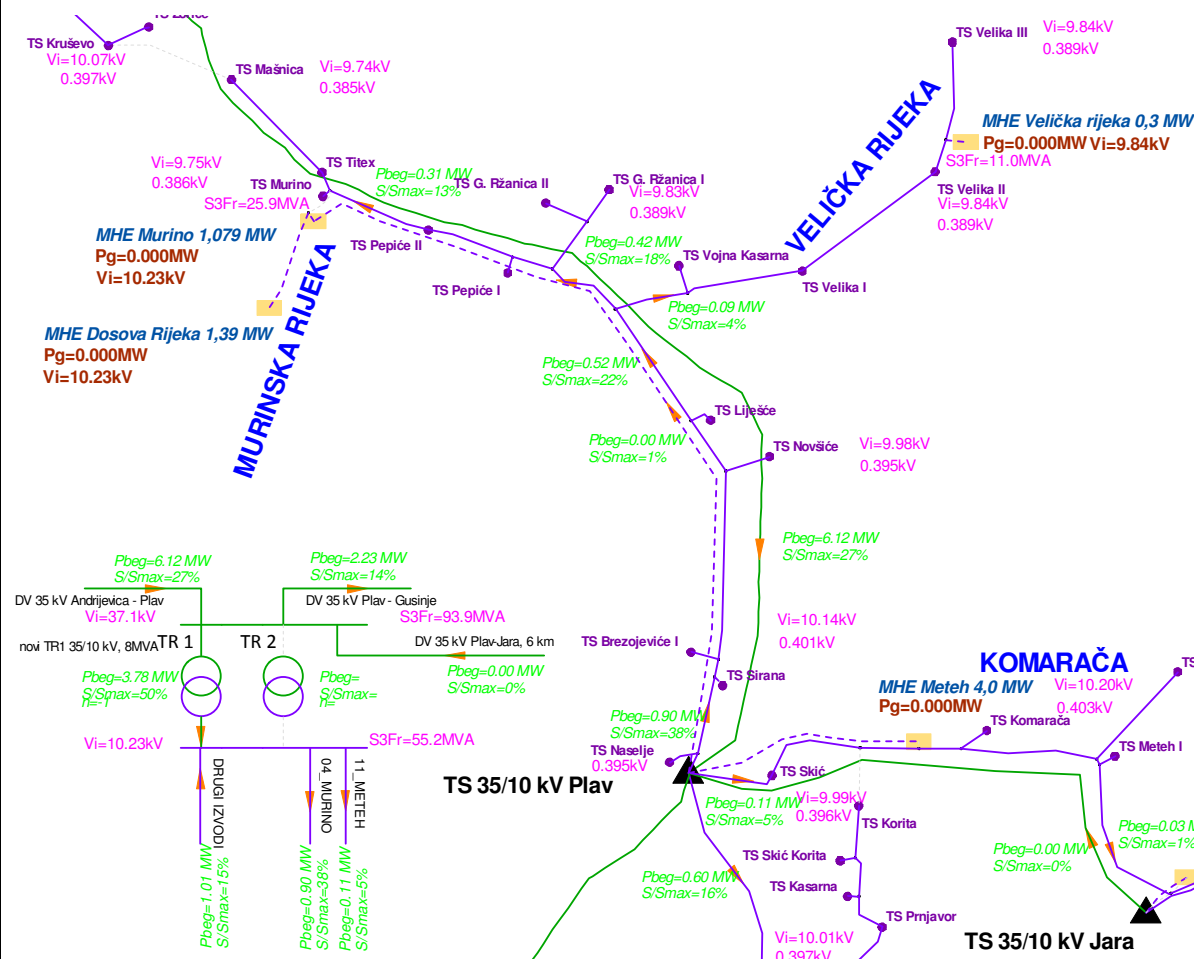 TS Kruševo
Vi=10.07kV
0.397kV
TS Mašnica
Vi=9.74kV
0.385kV
TS Velika III
Vi=9.84kV
0.389kV
VELIČKA RIJEKA
MHE Velička rijeka 0,3 MW
Pg=0.000MW Vi=9.84kV
S3Fr=11.0MVA
TS Velika II
Vi=9.84kV
0.389kV
Vi=9.75kV
0.386kV
TS Titex
TS Murino
S3Fr=25.9MVA
Pbeg=0.31 MW
S/Smax=13%
TS G. Ržanica II
TS G. Ržanica I
Vi=9.83kV
0.389kV
MHE Murino 1,079 MW
Pg=0.000MW
Vi=10.23kV
TS Pepiće II
TS Pepiće I
Pbeg=0.42 MW
S/Smax=18%
TS Vojna Kasarna
TS Velika I
Pbeg=0.09 MW
S/Smax=4%
MURINSKA RIJEKA
MHE Dosova Rijeka 1,39 MW
Pg=0.000MW
Vi=10.23kV
Pbeg=0.52 MW
S/Smax=22%
TS Liješće
Pbeg=0.00 MW
S/Smax=1%
TS Novšiće
Vi=9.98kV
0.395kV
Pbeg=6.12 MW
S/Smax=27%
Pbeg=6.12 MW
S/Smax=27%
Pbeg=2.23 MW
S/Smax=14%
DV 35 kV Andrijevica - Plav
DV 35 kV Plav - Gusinje
Vi=37.1kV
S3Fr=93.9MVA
novi TR1 35/10 kV, 8MVA
TR 1
TR 2
DV 35 kV Plav-Jara, 6 km
Pbeg=3.78 MW
S/Smax=50%
n=-1
Pbeg=
S/Smax=
n=
Pbeg=0.00 MW
S/Smax=0%
Vi=10.23kV
S3Fr=55.2MVA
DRUGI IZVODI
04_MURINO
11_METEH
Pbeg=1.01 MW
S/Smax=15%
Pbeg=0.90 MW
S/Smax=38%
Pbeg=0.11 MW
S/Smax=5%
Vi=10.14kV
0.401kV
TS Brezojeviće I
TS Sirana
Pbeg=0.90 MW
S/Smax=38%
TS Naselje
0.395kV
TS 35/10 kV Plav
KOMARAČA
MHE Meteh 4,0 MW
Pg=0.000MW
Vi=10.20kV
0.403kV
TS Komarača
TS Meteh I
TS
TS Skić
Pbeg=0.11 MW
S/Smax=5%
Vi=9.99kV
0.396kV
TS Korita
TS Skić Korita
TS Kasarna
TS Prnjavor
Pbeg=0.60 MW
S/Smax=16%
Vi=10.01kV
0.397kV
Pbeg=0.00 MW
S/Smax=0%
Pbeg=0.03 M
S/Smax=1%
TS 35/10 kV Jara